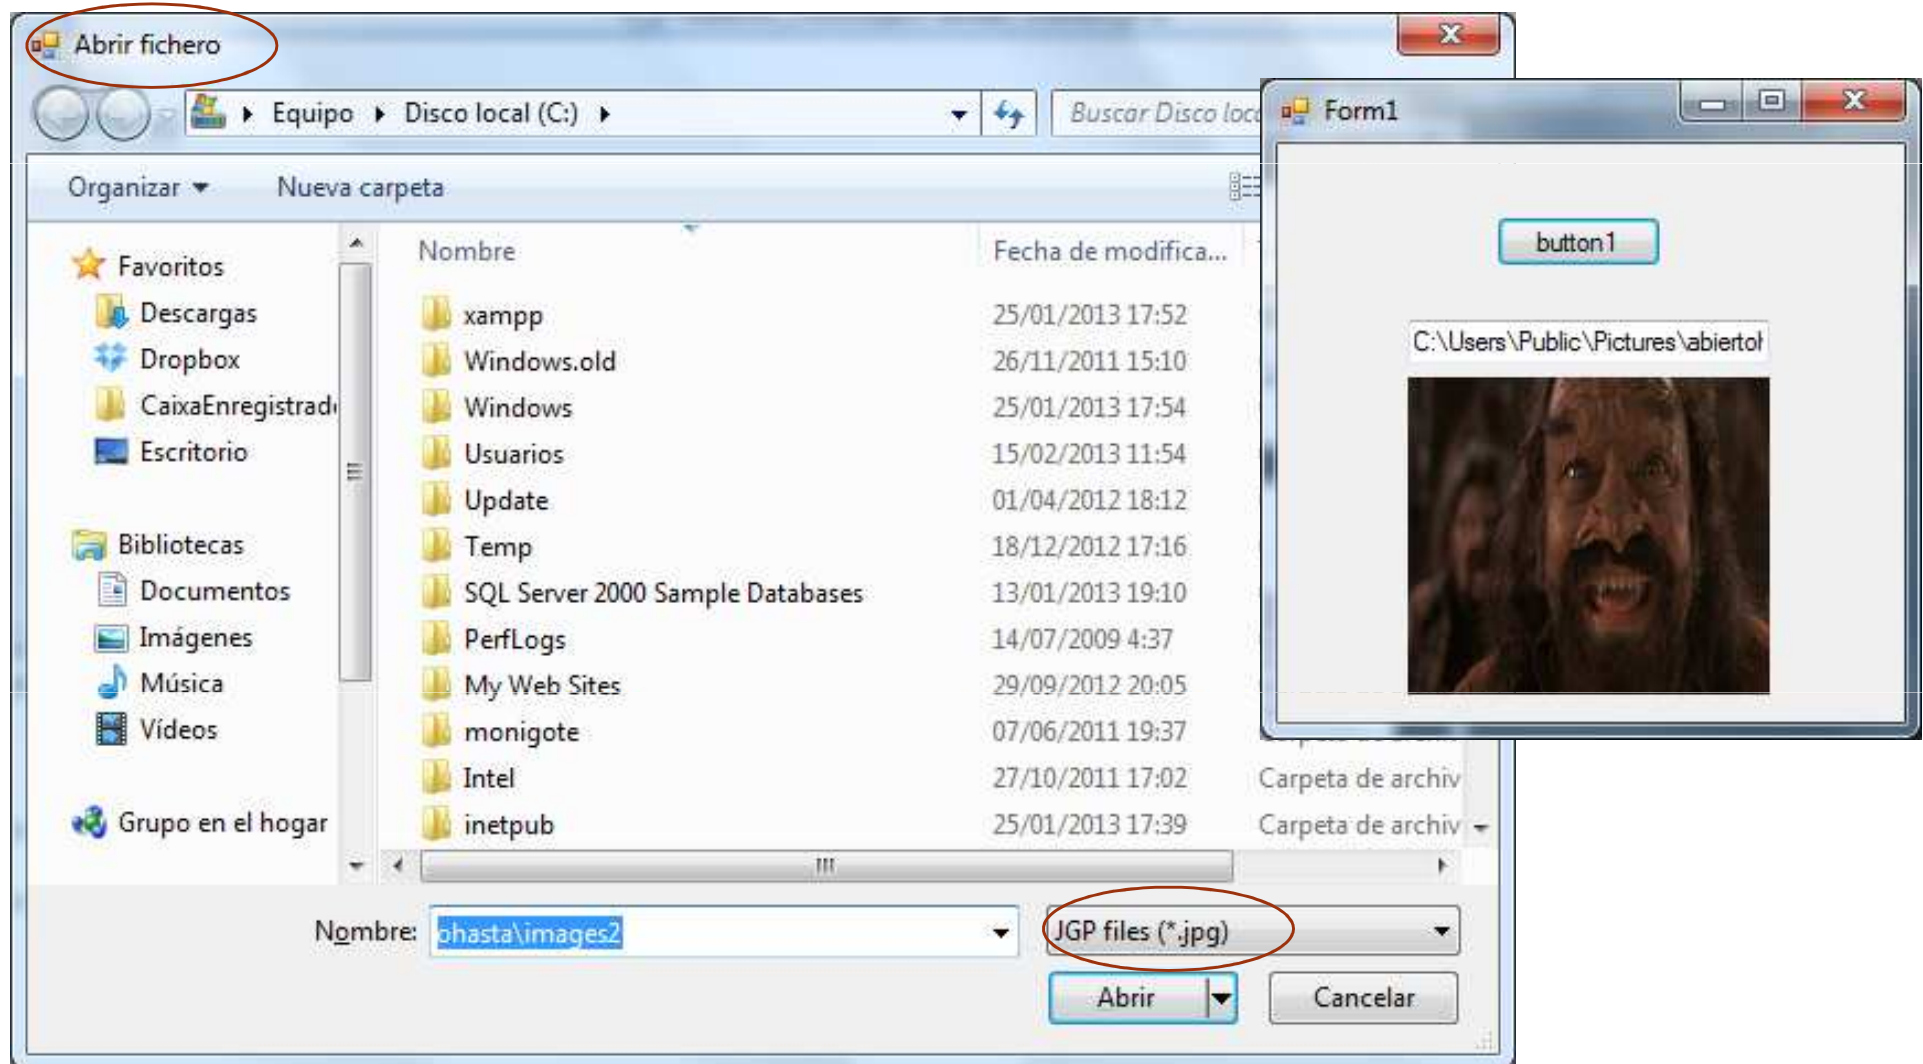 Abrir fichero
Equipo Disco local (C:)
Buscar Disco
Organizar Nueva carpeta
Nombre Fecha de modifica...
Favoritos
Descargas
Dropbox
CaixaEnregistrad
Escritorio
Bibliotecas
Documentos
Imágenes
Música
Vídeos
Grupo en el hogar
xampp 25/01/2013 17:52
Windows.old 26/11/2011 15:10
Windows 25/01/2013 17:54
Usuarios 15/02/2013 11:54
Update 01/04/2012 18:12
Temp 18/12/2012 17:16
SQL Server 2000 Sample Databases 13/01/2013 19:10
PerfLogs 14/07/2009 4:37
My Web Sites 29/09/2012 20:05
monigote 07/06/2011 19:37
Intel 27/10/2011 17:02 Carpeta de archiv
inetpub 25/01/2013 17:39 Carpeta de archiv
Nombre: ohasta\images2
JGP files (*.jpg)
Abrir Cancelar
Form1
button1
C:\Users\Public\Pictures\abierto